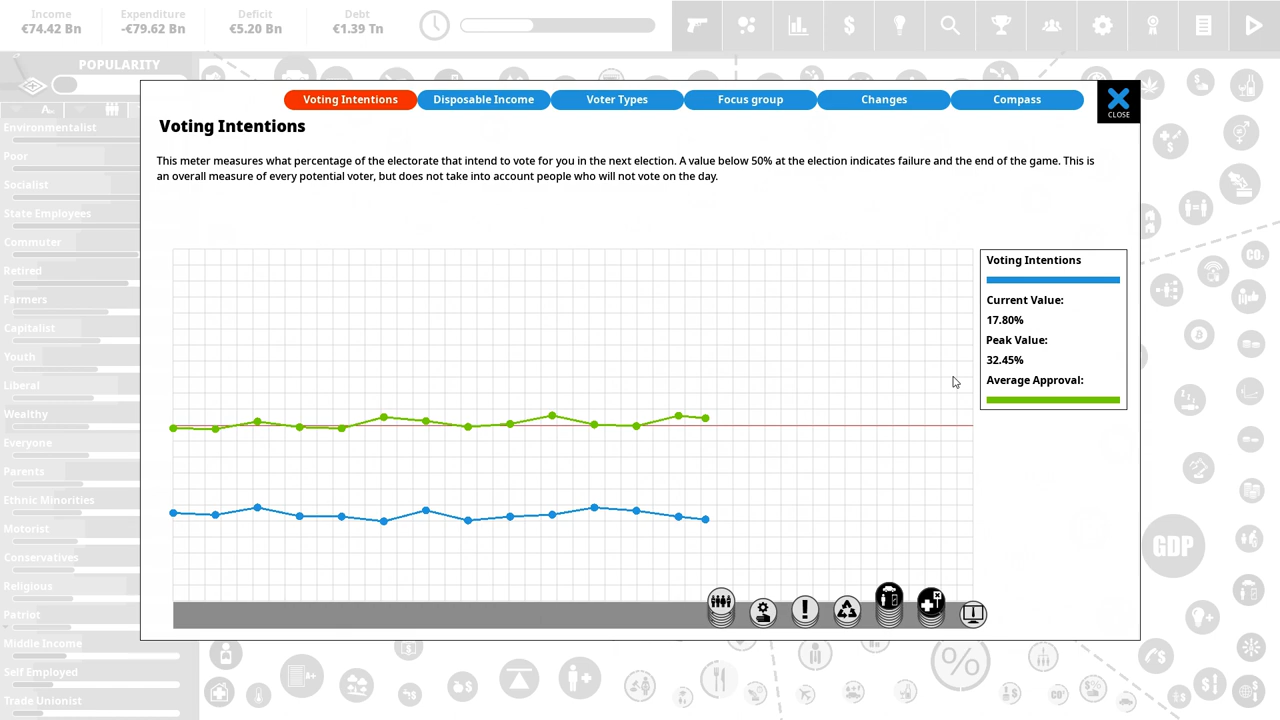 Income
€74.42 Bn
Expenditure
-€79.62 Bn
Deficit
€5.20 Bn
Debt
€1.39 Tn
POPULARITY
Environmentalist
Poor
Socialist
State Employees
Commuter
Retired
Farmers
Capitalist
Youth
Liberal
Wealthy
Everyone
Parents
Ethnic Minorities
Motorist
Conservatives
Religious
Patriot
Middle Income
Self Employed
Trade Unionist
Voting Intentions
Disposable Income
Voter Types
Focus group
Changes
Compass
CLOSE
Voting Intentions
This meter measures what percentage of the electorate that intend to vote for you in the next election. A value below 50% at the election indicates failure and the end of the game. This is
an overall measure of every potential voter, but does not take into account people who will not vote on the day.
Voting Intentions
Current Value:
17.80%
Peak Value:
32.45%
Average Approval:
GDP